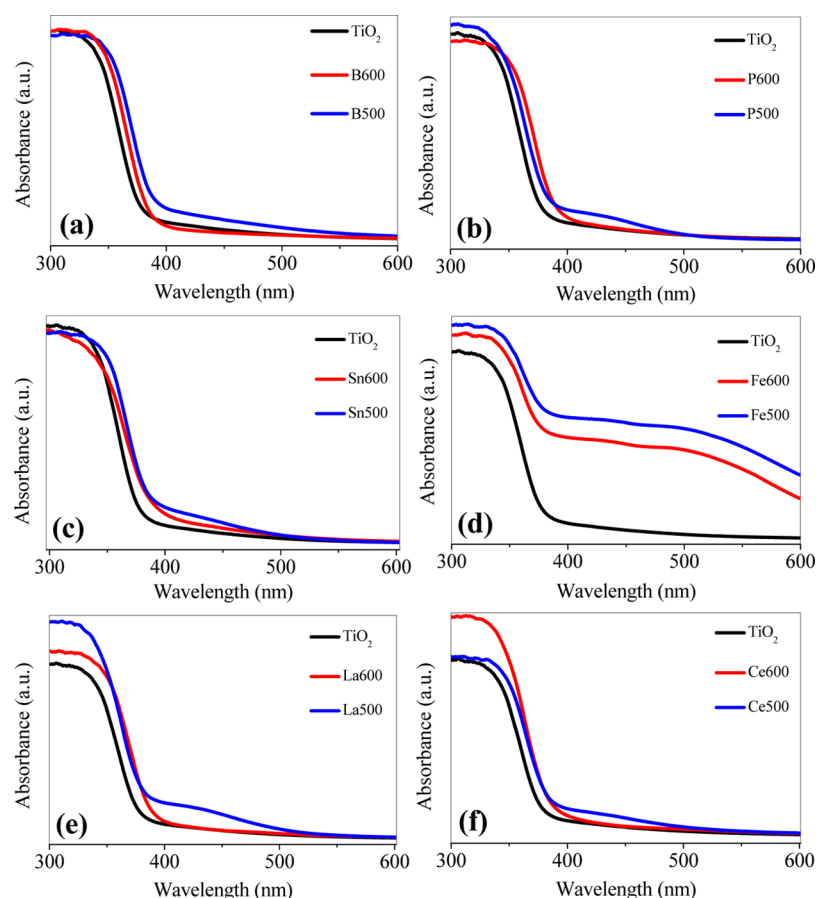 Absorbance (a.u.)
TiO2
B600
B500
(a)
300 400 500 600
Wavelength (nm)
Absorbance (a.u.)
TiO2
P600
P500
(b)
300 400 500 600
Wavelength (nm)
Absorbance (a.u.)
TiO2
Sn600
Sn500
(c)
300 400 500 600
Wavelength (nm)
Absorbance (a.u.)
TiO2
Fe600
Fe500
(d)
300 400 500 600
Wavelength (nm)
Absorbance (a.u.)
TiO2
La600
La500
(e)
300 400 500 600
Wavelength (nm)
Absorbance (a.u.)
TiO2
Ce600
Ce500
(f)
300 400 500 600
Wavelength (nm)